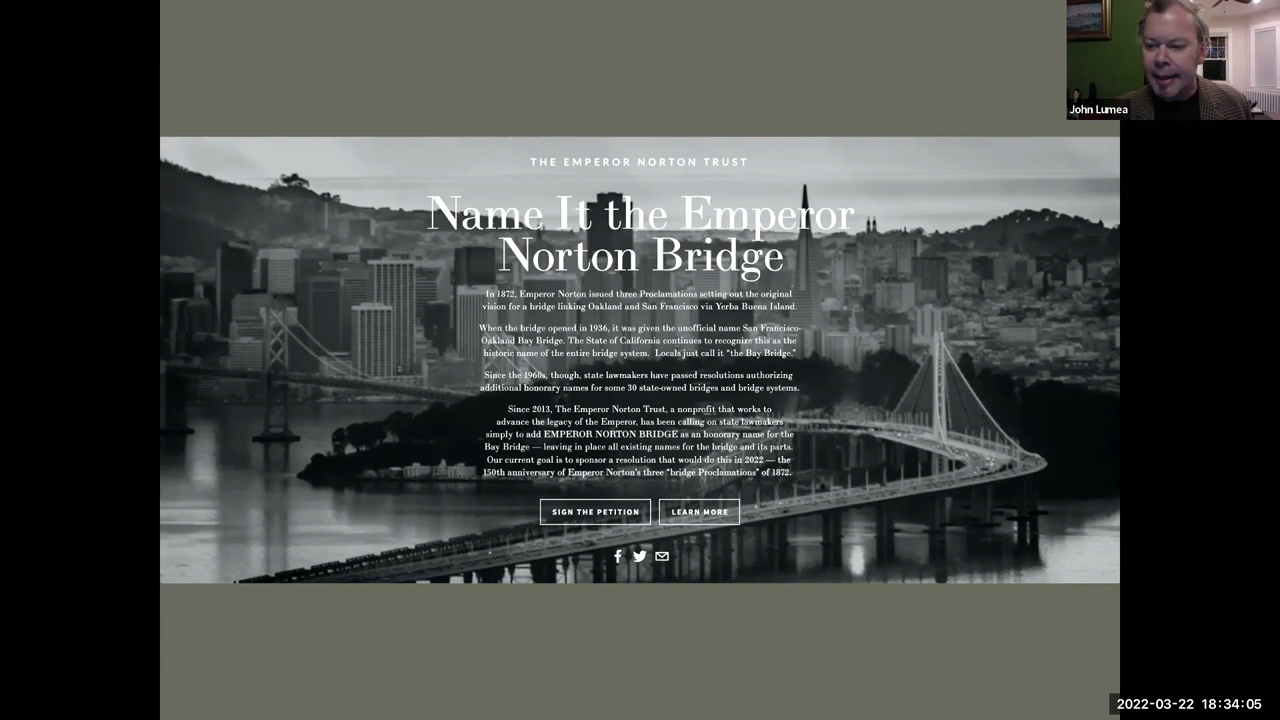 John Lumea
THE EMPEROR NORTON TRUST
Name It the Emperor
Norton Bridge
In 1872, Emperor Norton issued three Proclamations setting out the original
vision for a bridge linking Oakland and San Francisco via Yerba Buena Island.
When the bridge opened in 1936, it was given the unofficial name San Francisco-
Oakland Bay Bridge. The State of California continues to recognize this as the
historic name of the entire bridge system. Locals just call it "the Bay Bridge."
Since the 1960s, though, state lawmakers have passed resolutions authorizing
additional honorary names for some 30 state-owned bridges and bridge systems.
Since 2013, The Emperor Norton Trust, a nonprofit that works to
advance the legacy of the Emperor, has been calling on state lawmakers
simply to add EMPEROR NORTON BRIDGE as an honorary name for the
Bay Bridge — leaving in place all existing names for the bridge and its parts.
Our current goal is to sponsor a resolution that would do this in 2022 — the
150th anniversary of Emperor Norton's three "bridge Proclamations" of 1872.
SIGN THE PETITION
LEARN MORE
2022-03-22 18:34:05